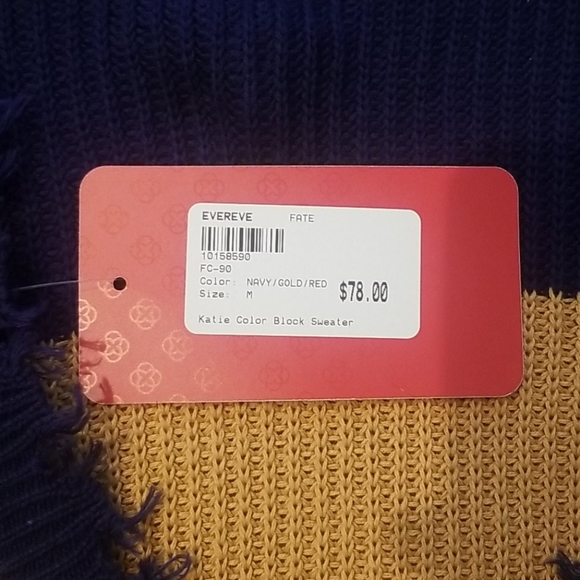 EVEREVE FATE
10158590
FC-90
Color: NAVY/GOLD/RED
Size: M $78.00
Katie Color Block Sweater